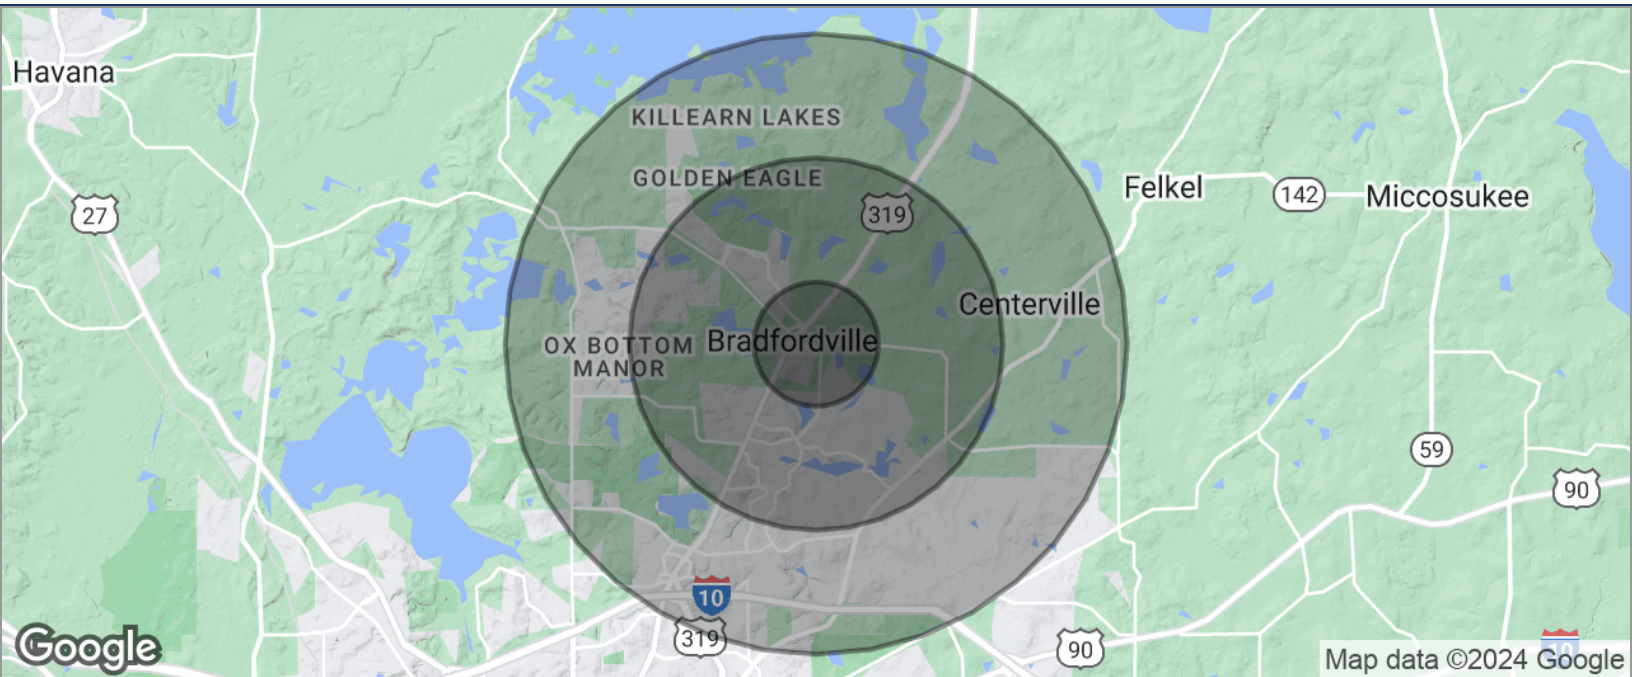 Havana
KILLEARN LAKES
GOLDEN EAGLE
Felkel
142
Miccosukee
27
319
Centerville
OX BOTTOM
MANOR
Bradfordville
59
90
10
319
90
10
Google
Map data ©2024 Google